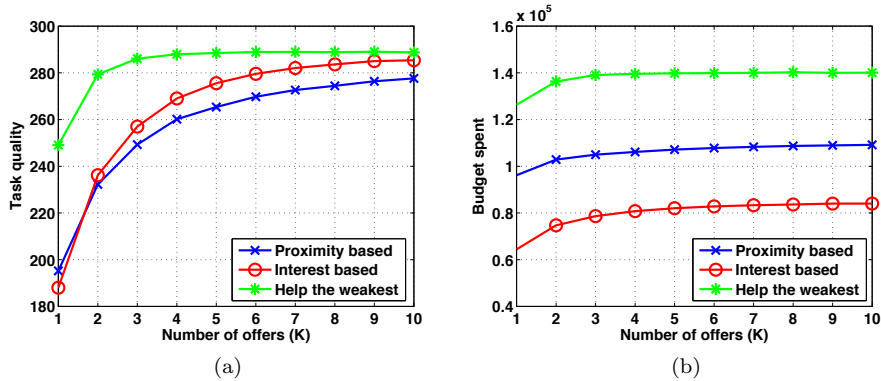 300
280
260
240
220
200
180
Task quality
1 2 3 4 5 6 7 8 9 10
Number of offers (K)
Proximity based
Interest based
Help the weakest
(a)
1.6 x 10^5
1.4
1.2
1
0.8
0.6
0.4
Budget spent
1 2 3 4 5 6 7 8 9 10
Number of offers (K)
Proximity based
Interest based
Help the weakest
(b)